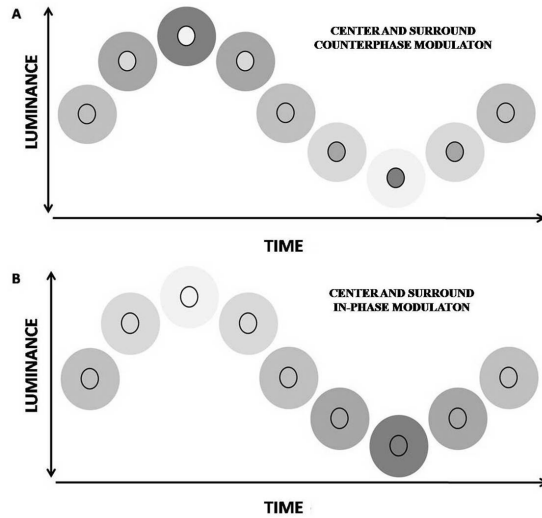 A
CENTER AND SURROUND
COUNTERPHASE MODULATON
LUMINANCE
TIME
B
CENTER AND SURROUND
IN-PHASE MODULATON
LUMINANCE
TIME